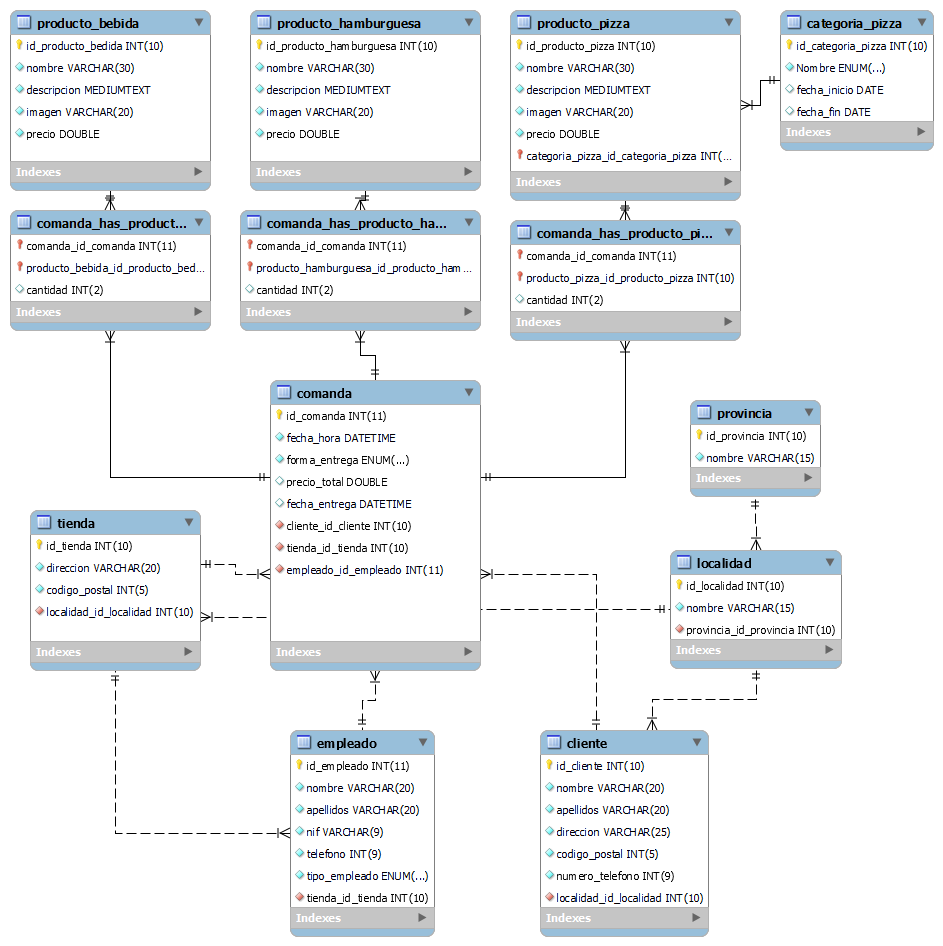 producto_bebida
id_producto_bedida INT(10)
nombre VARCHAR(30)
descripcion MEDIUMTEXT
imagen VARCHAR(20)
precio DOUBLE
Indexes
producto_hamburguesa
id_producto_hamburguesa INT(10)
nombre VARCHAR(30)
descripcion MEDIUMTEXT
imagen VARCHAR(20)
precio DOUBLE
Indexes
producto_pizza
id_producto_pizza INT(10)
nombre VARCHAR(30)
descripcion MEDIUMTEXT
imagen VARCHAR(20)
precio DOUBLE
categoria_pizza_id_categoria_pizza INT(...
Indexes
categoria_pizza
id_categoria_pizza INT(10)
Nombre ENUM(...)
fecha_inicio DATE
fecha_fin DATE
Indexes
comanda_has_product...
comanda_id_comanda INT(11)
producto_bebida_id_producto_bed...
cantidad INT(2)
Indexes
comanda_has_producto_ha...
comanda_id_comanda INT(11)
producto_hamburguesa_id_producto_ham...
cantidad INT(2)
Indexes
comanda_has_producto_pi...
comanda_id_comanda INT(11)
producto_pizza_id_producto_pizza INT(10)
cantidad INT(2)
Indexes
comanda
id_comanda INT(11)
fecha_hora DATETIME
forma_entrega ENUM(...)
precio_total DOUBLE
fecha_entrega DATETIME
cliente_id_cliente INT(10)
tienda_id_tienda INT(10)
empleado_id_empleado INT(11)
Indexes
provincia
id_provincia INT(10)
nombre VARCHAR(15)
Indexes
tienda
id_tienda INT(10)
direccion VARCHAR(20)
codigo_postal INT(5)
localidad_id_localidad INT(10)
Indexes
localidad
id_localidad INT(10)
nombre VARCHAR(15)
provincia_id_provincia INT(10)
Indexes
empleado
id_empleado INT(11)
nombre VARCHAR(20)
apellidos VARCHAR(20)
nif VARCHAR(9)
telefono INT(9)
tipo_empleado ENUM(...)
tienda_id_tienda INT(10)
Indexes
cliente
id_cliente INT(10)
nombre VARCHAR(20)
apellidos VARCHAR(20)
direccion VARCHAR(25)
codigo_postal INT(5)
numero_telefono INT(9)
localidad_id_localidad INT(10)
Indexes